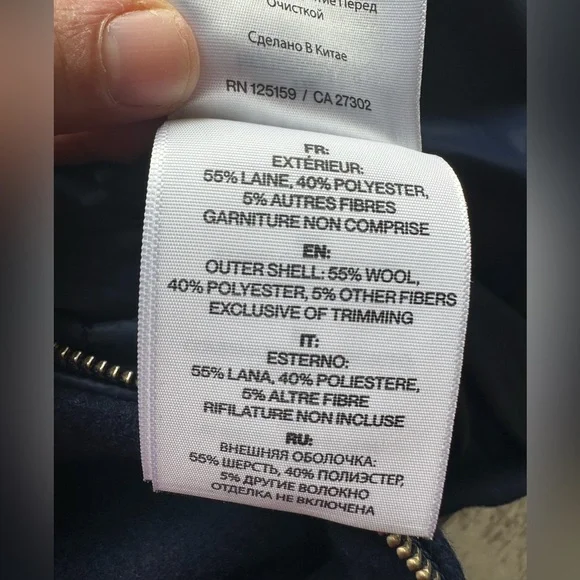 Перед
Очисткой
Сделано В Китае
RN 125159 / CA 27302
FR:
EXTÉRIEUR:
55% LAINE, 40% POLYESTER,
5% AUTRES FIBRES
GARNITURE NON COMPRISE
EN:
OUTER SHELL: 55% WOOL,
40% POLYESTER, 5% OTHER FIBERS
EXCLUSIVE OF TRIMMING
IT:
ESTERNO:
55% LANA, 40% POLIESTERE,
5% ALTRE FIBRE
RIFILATURE NON INCLUSE
RU:
ВНЕШНЯЯ ОБОЛОЧКА:
55% ШЕРСТЬ, 40% ПОЛИЭСТЕР,
5% ДРУГИЕ ВОЛОКНО
ОТДЕЛКА НЕ ВКЛЮЧЕНА